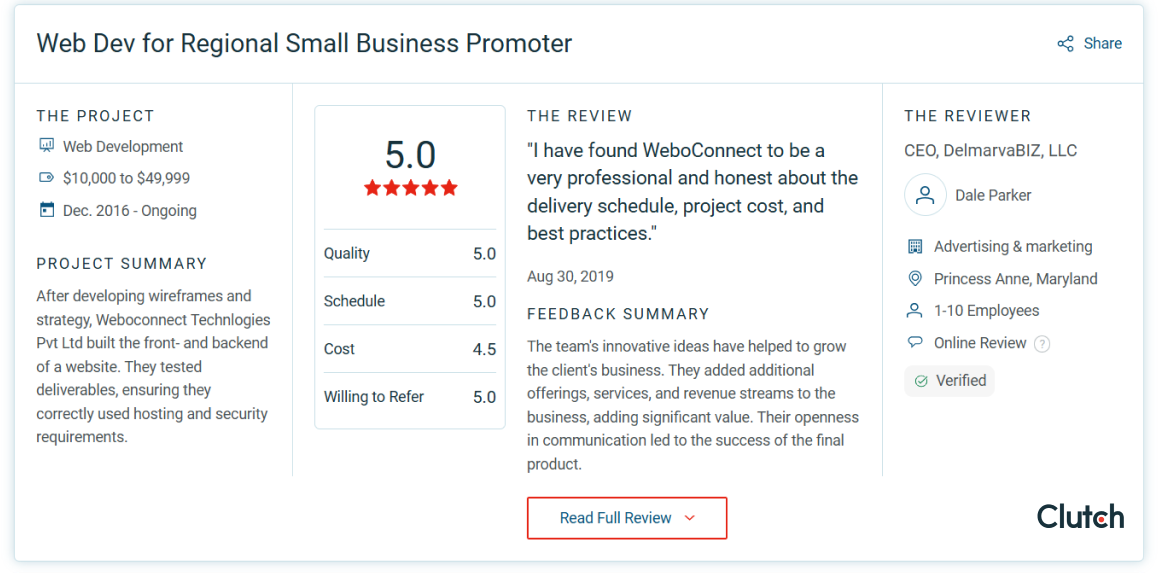 Web Dev for Regional Small Business Promoter
Share
THE PROJECT
Web Development
$10,000 to $49,999
Dec. 2016 - Ongoing
PROJECT SUMMARY
After developing wireframes and
strategy, Weboconnect Technlogies
Pvt Ltd built the front- and backend
of a website. They tested
deliverables, ensuring they
correctly used hosting and security
requirements.
5.0
Quality 5.0
Schedule 5.0
Cost 4.5
Willing to Refer 5.0
THE REVIEW
"I have found WeboConnect to be a
very professional and honest about the
delivery schedule, project cost, and
best practices."
Aug 30, 2019
FEEDBACK SUMMARY
The team's innovative ideas have helped to grow
the client's business. They added additional
offerings, services, and revenue streams to the
business, adding significant value. Their openness
in communication led to the success of the final
product.
Read Full Review
THE REVIEWER
CEO, DelmarvaBIZ, LLC
Dale Parker
Advertising & marketing
Princess Anne, Maryland
1-10 Employees
Online Review ?
Verified
Clutch